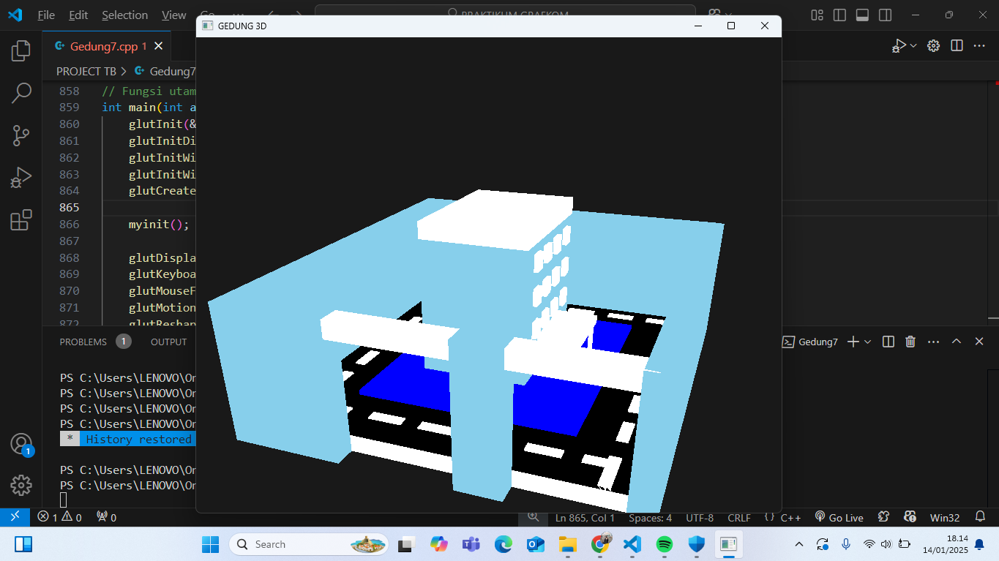 File Edit Selection View Go ... PRAKTIKUM GRAFKOM
GEDUNG 3D
Gedung7.cpp 1
PROJECT TB > Gedung7
858 // Fungsi utam
859 int main(int a
860 glutInit(&
861 glutInitDi
862 glutInitWi
863 glutInitWi
864 glutCreate
865
866 myinit();
867
868 glutDispla
869 glutKeyboa
870 glutMouseF
871 glutMotion
872 glutReshap
PROBLEMS 1 OUTPUT
Gedung7
PS C:\Users\LENOVO\On
PS C:\Users\LENOVO\On
PS C:\Users\LENOVO\On
PS C:\Users\LENOVO\On
* History restored
PS C:\Users\LENOVO\On
PS C:\Users\LENOVO\On
1
1 0 0 Ln 865, Col 1 Spaces: 4 UTF-8 CRLF {} C++ Go Live Win32
Search
18.14
14/01/2025